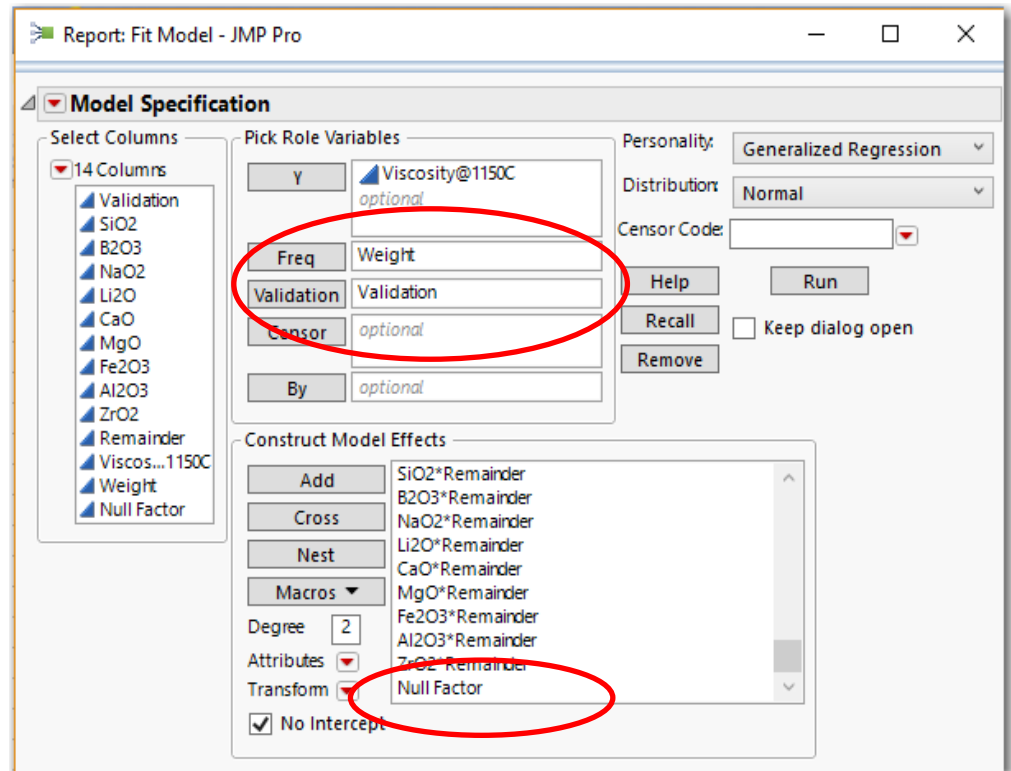 Report: Fit Model - JMP Pro
Model Specification
Select Columns
14 Columns
Validation
SiO2
B2O3
NaO2
Li2O
CaO
MgO
Fe2O3
Al2O3
ZrO2
Remainder
Viscos...1150C
Weight
Null Factor
Pick Role Variables
Y
Viscosity@1150C
optional
Freq
Weight
Validation
Validation
Censor
optional
By
optional
Personality:
Generalized Regression
Distribution:
Normal
Censor Code:
Help
Run
Recall
Keep dialog open
Remove
Construct Model Effects
Add
Cross
Nest
Macros
Degree
2
Attributes
Transform
No Intercept
SiO2*Remainder
B2O3*Remainder
NaO2*Remainder
Li2O*Remainder
CaO*Remainder
MgO*Remainder
Fe2O3*Remainder
Al2O3*Remainder
ZrO2*Remainder
Null Factor